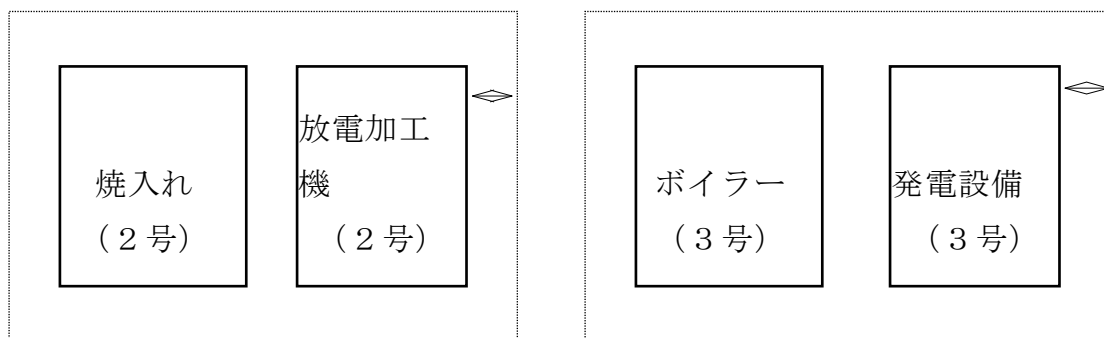 焼入れ
(２号)
放電加工
機
(２号)
ボイラー
(３号)
発電設備
(３号)